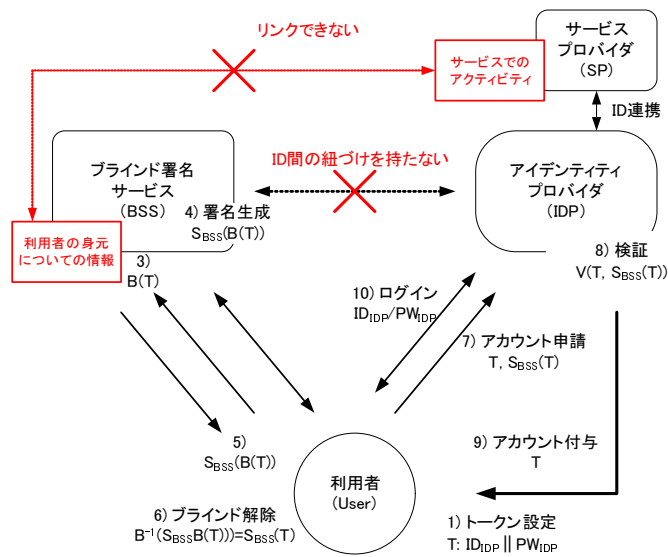 リンクできない
サービスでの
アクティビティ
サービス
プロバイダ
(SP)
ID連携
ブラインド署名
サービス
(BSS)
4) 署名生成
S_BSS(B(T))
ID間の紐づけを持たない
アイデンティティ
プロバイダ
(IDP)
利用者の身元
についての情報
3)
B(T)
8) 検証
V(T, S_BSS(T))
10) ログイン
ID_IDP/PW_IDP
7) アカウント申請
T, S_BSS(T)
5)
S_BSS(B(T))
9) アカウント付与
T
利用者
(User)
6) ブラインド解除
B⁻¹(S_BSSB(T)))=S_BSS(T)
1) トークン設定
T: ID_IDP || PW_IDP